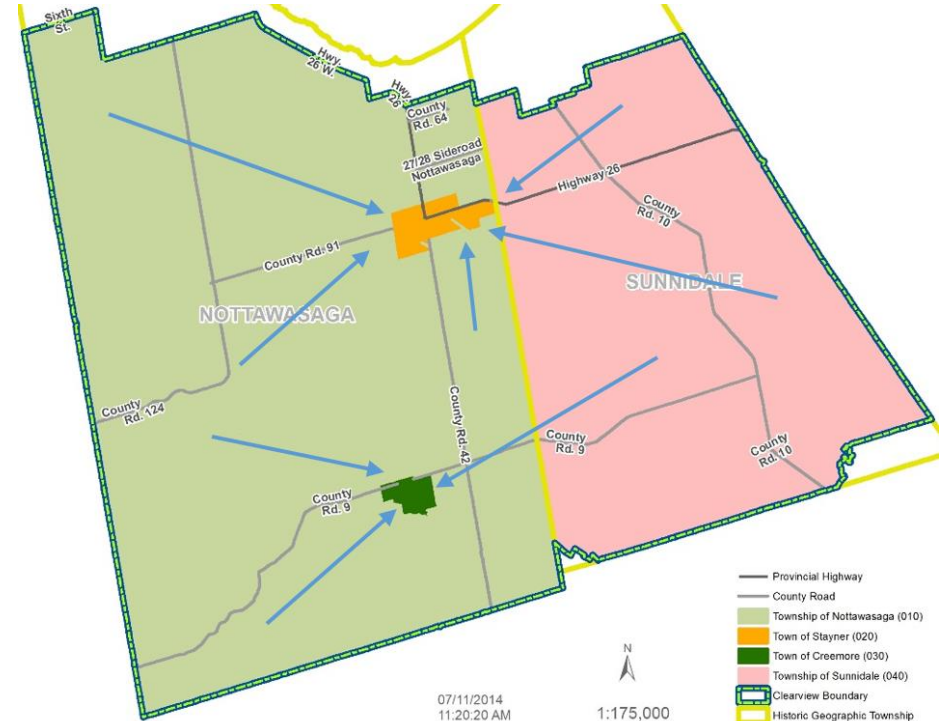 Sixth
St.
Hwy.
26 W.
Hwy.
26
County
Rd. 64
27/28 Sideroad
Nottawasaga
Highway 26
County
Rd. 10
County Rd. 91
SUNNIDALE
NOTTAWASAGA
County
Rd. 124
County Rd. 42
County
Rd. 9
County
Rd. 10
County
Rd. 9
Provincial Highway
County Road
Township of Nottawasaga (010)
Town of Stayner (020)
Town of Creemore (030)
Township of Sunnidale (040)
Clearview Boundary
Historic Geographic Township
N
07/11/2014
11:20:20 AM
1:175,000